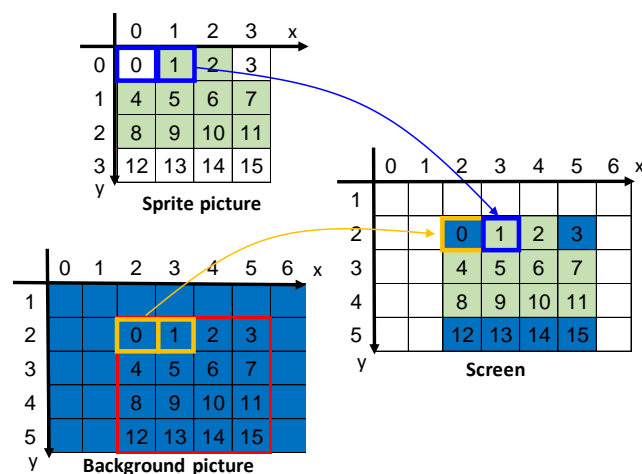 0 1 2 3 x
0 0 1 2 3
1 4 5 6 7
2 8 9 10 11
3 12 13 14 15
y
Sprite picture
0 1 2 3 4 5 6 x
1
2 0 1 2 3
3 4 5 6 7
4 8 9 10 11
5 12 13 14 15
y
Screen
0 1 2 3 4 5 6 x
1
2 0 1 2 3
3 4 5 6 7
4 8 9 10 11
5 12 13 14 15
y
Background picture